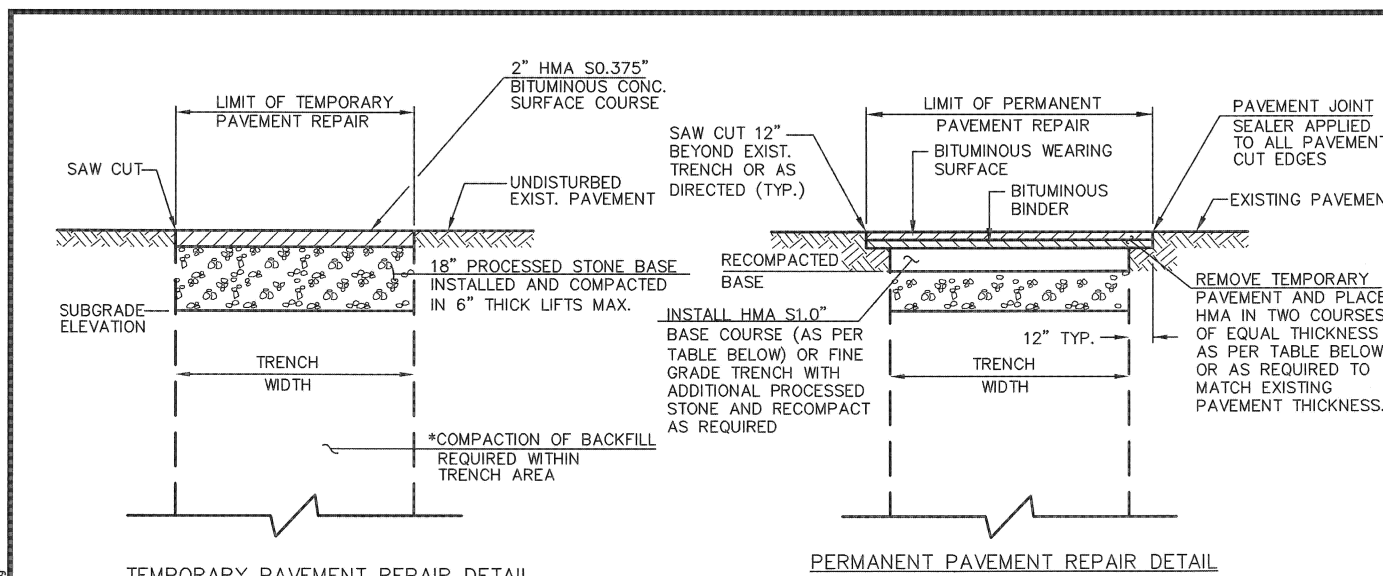 2" HMA S0.375"
BITUMINOUS CONC.
SURFACE COURSE
LIMIT OF TEMPORARY
PAVEMENT REPAIR
SAW CUT
UNDISTURBED
EXIST. PAVEMENT
18" PROCESSED STONE BASE
INSTALLED AND COMPACTED
IN 6" THICK LIFTS MAX.
SUBGRADE
ELEVATION
TRENCH
WIDTH
*COMPACTION OF BACKFILL
REQUIRED WITHIN
TRENCH AREA
TEMPORARY PAVEMENT REPAIR DETAIL
LIMIT OF PERMANENT
PAVEMENT REPAIR
SAW CUT 12"
BEYOND EXIST.
TRENCH OR AS
DIRECTED (TYP.)
BITUMINOUS WEARING
SURFACE
BITUMINOUS
BINDER
PAVEMENT JOINT
SEALER APPLIED
TO ALL PAVEMENT
CUT EDGES
EXISTING PAVEMEN
RECOMPACTED
BASE
INSTALL HMA S1.0"
BASE COURSE (AS PER
TABLE BELOW) OR FINE
GRADE TRENCH WITH
ADDITIONAL PROCESSED
STONE AND RECOMPACT
AS REQUIRED
12" TYP.
REMOVE TEMPORARY
PAVEMENT AND PLACE
HMA IN TWO COURSES
OF EQUAL THICKNESS
AS PER TABLE BELOW
OR AS REQUIRED TO
MATCH EXISTING
PAVEMENT THICKNESS.
TRENCH
WIDTH
PERMANENT PAVEMENT REPAIR DETAIL